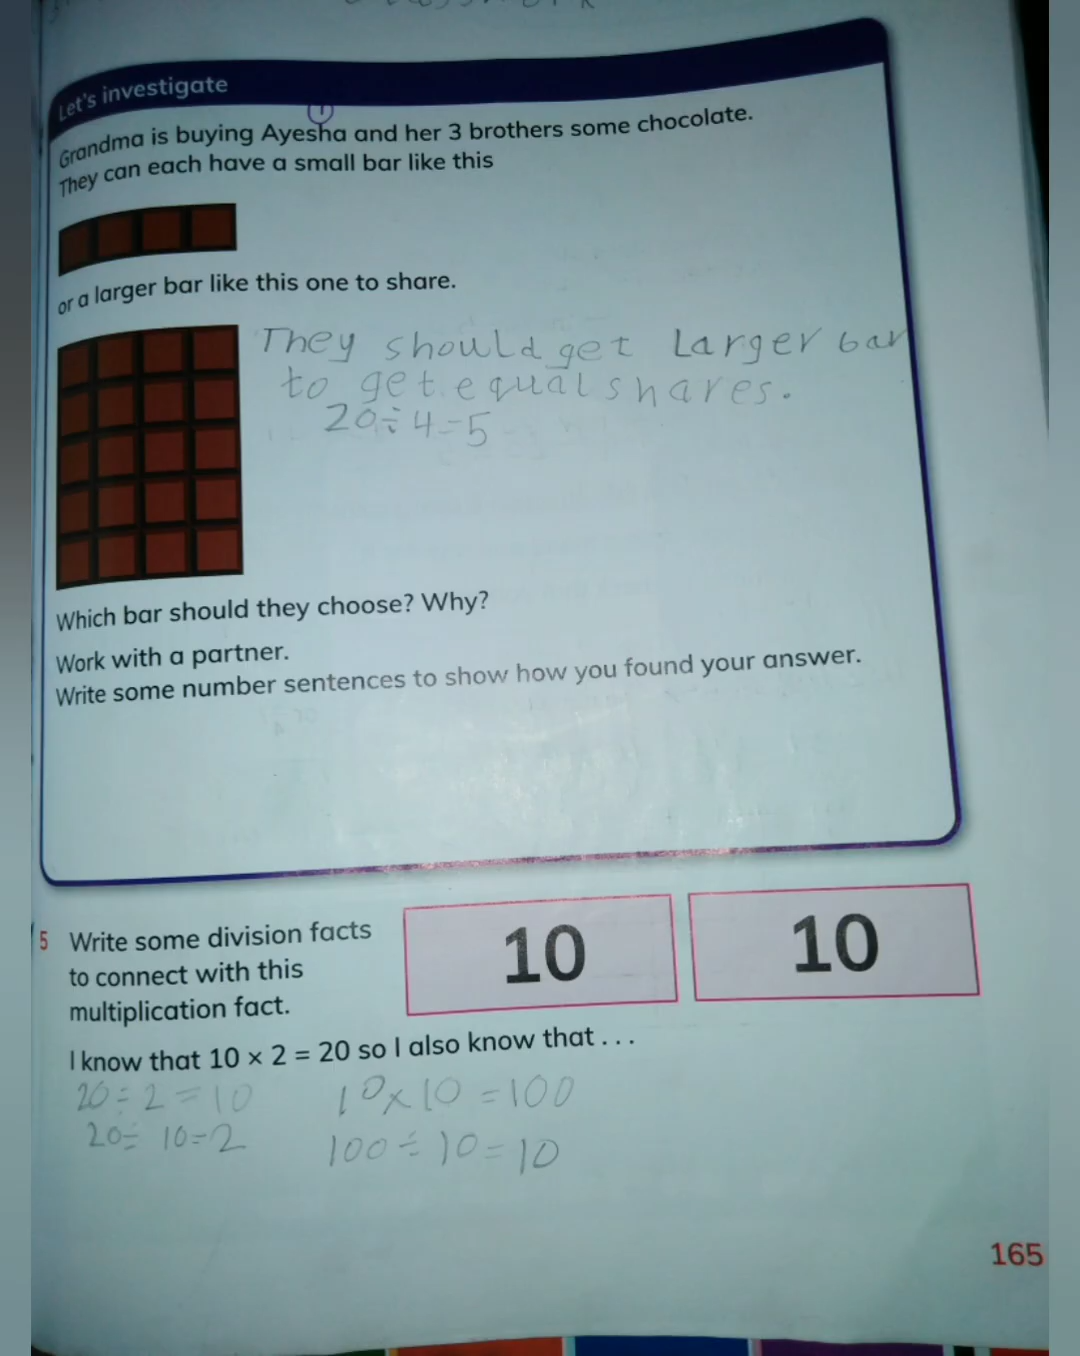 Let's investigate
Grandma is buying Ayesha and her 3 brothers some chocolate.
They can each have a small bar like this
or a larger bar like this one to share.
They should get Larger bar
to get equal shares.
20÷4=5
Which bar should they choose? Why?
Work with a partner.
Write some number sentences to show how you found your answer.
5 Write some division facts
to connect with this
multiplication fact.
10 10
I know that 10 × 2 = 20 so I also know that . . .
20÷2=10 10×10=100
20÷10=2 100÷10=10
165